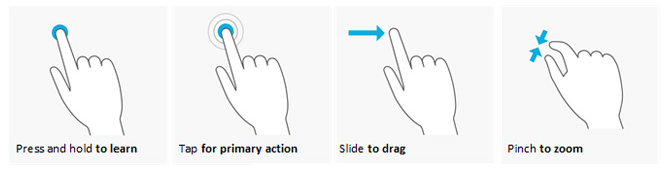 Press and hold to learn
Tap for primary action
Slide to drag
Pinch to zoom